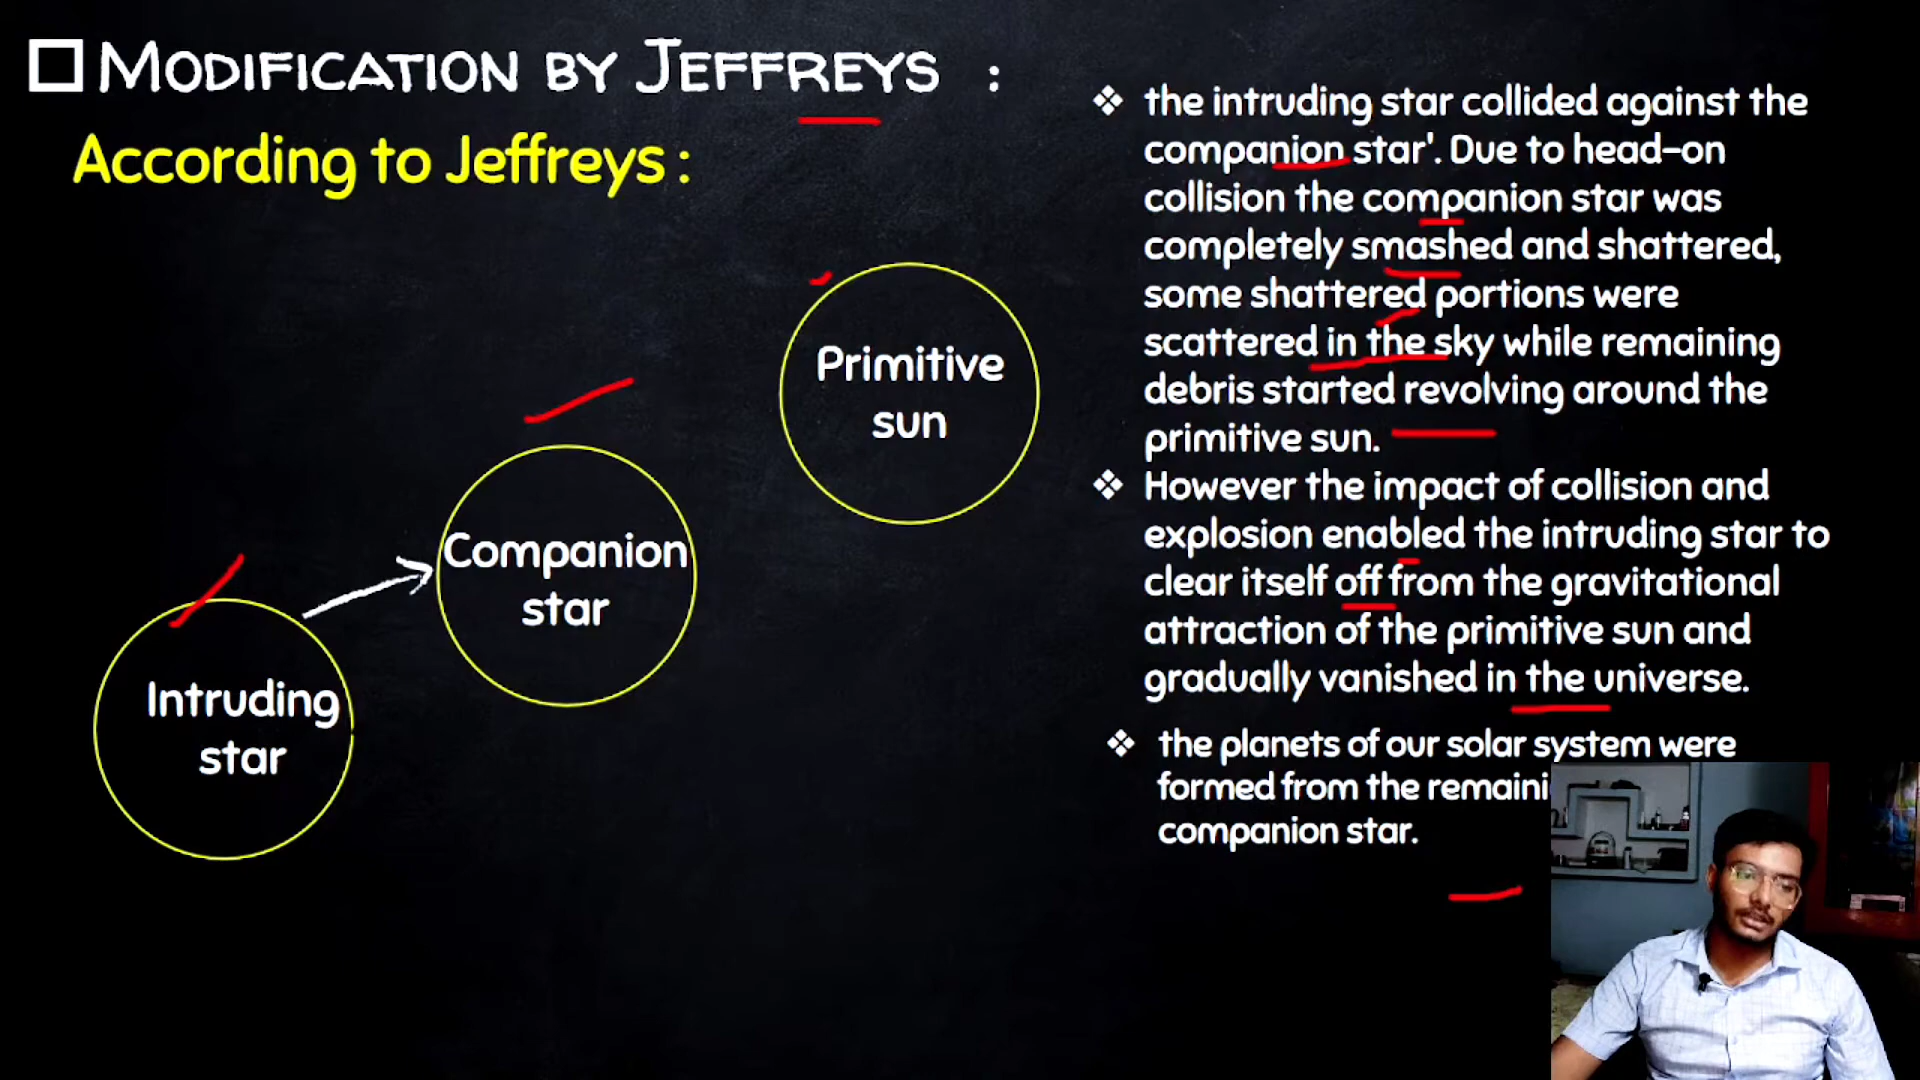 MODIFICATION BY JEFFREYS :
According to Jeffreys :
Primitive
sun
Companion
star
Intruding
star
❖ the intruding star collided against the
companion star'. Due to head-on
collision the companion star was
completely smashed and shattered,
some shattered portions were
scattered in the sky while remaining
debris started revolving around the
primitive sun.
❖ However the impact of collision and
explosion enabled the intruding star to
clear itself off from the gravitational
attraction of the primitive sun and
gradually vanished in the universe.
❖ the planets of our solar system were
formed from the remaini
companion star.